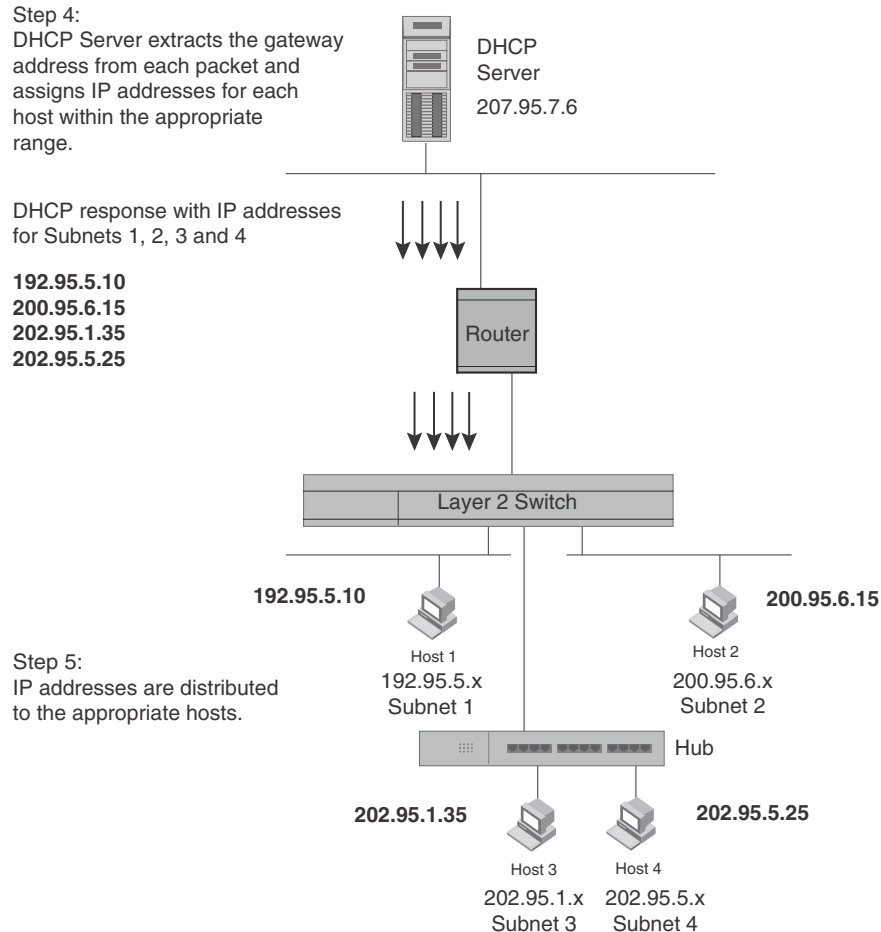 Step 4:
DHCP Server extracts the gateway
address from each packet and
assigns IP addresses for each
host within the appropriate
range.
DHCP
Server
207.95.7.6
DHCP response with IP addresses
for Subnets 1, 2, 3 and 4
192.95.5.10
200.95.6.15
202.95.1.35
202.95.5.25
Router
Layer 2 Switch
192.95.5.10
200.95.6.15
Host 1
192.95.5.x
Subnet 1
Host 2
200.95.6.x
Subnet 2
Step 5:
IP addresses are distributed
to the appropriate hosts.
Hub
202.95.1.35
202.95.5.25
Host 3
202.95.1.x
Subnet 3
Host 4
202.95.5.x
Subnet 4